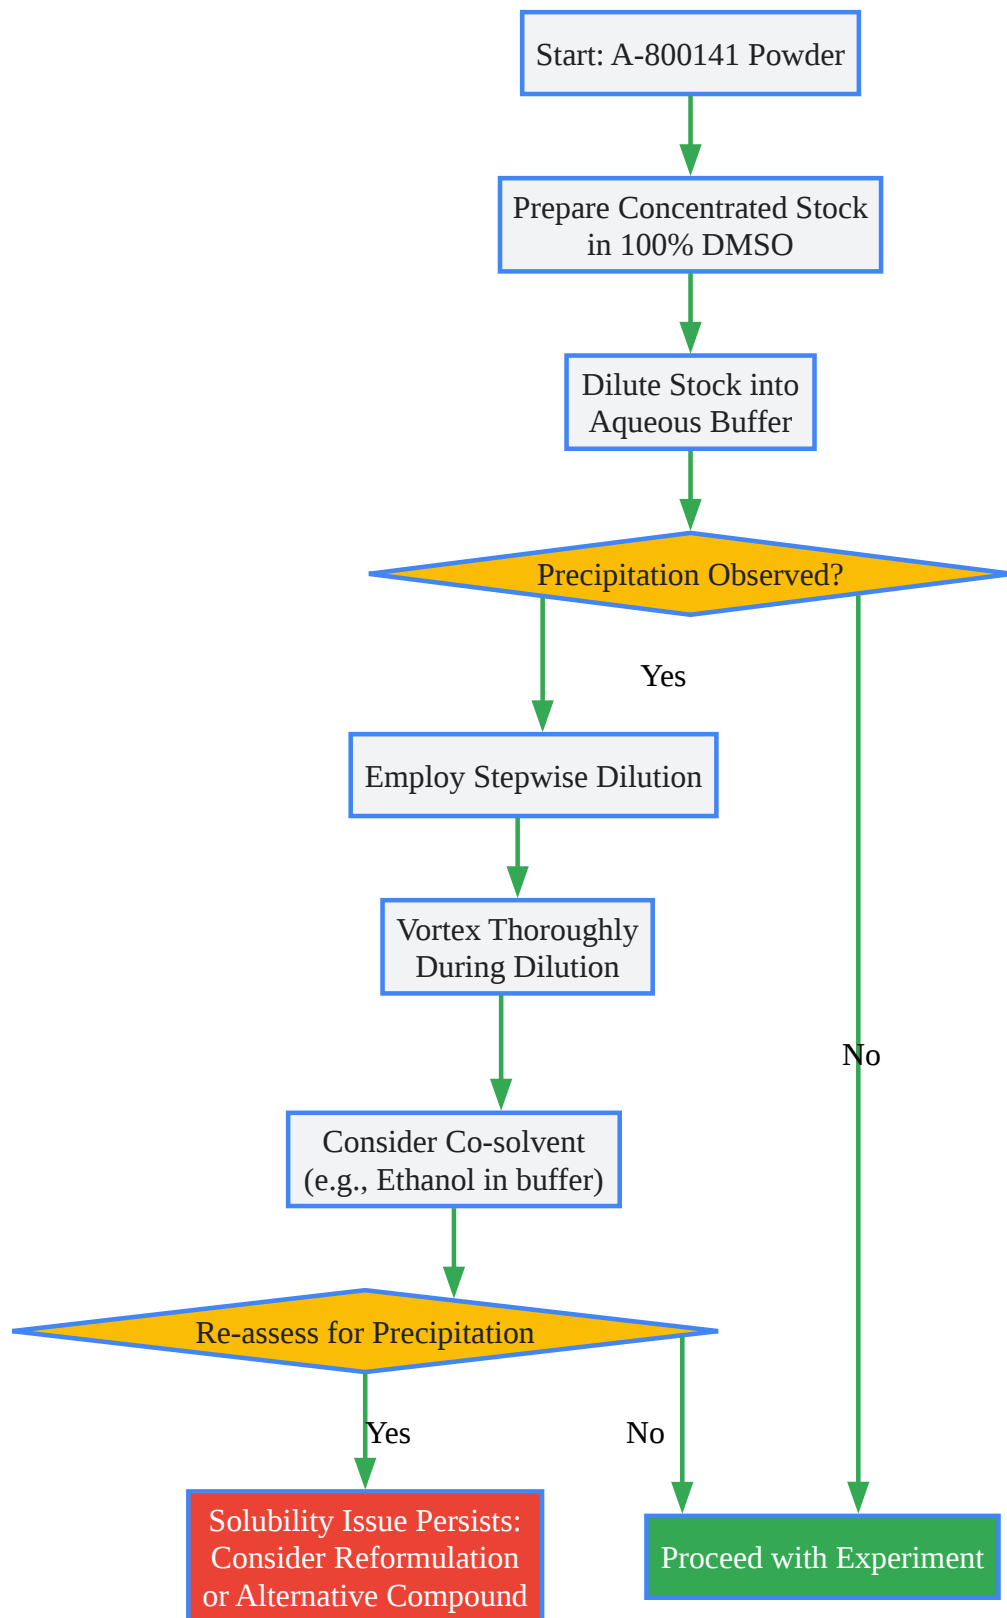 Start: A-800141 Powder
Prepare Concentrated Stock
in 100% DMSO
Dilute Stock into
Aqueous Buffer
Precipitation Observed?
Yes
Employ Stepwise Dilution
Vortex Thoroughly
During Dilution
No
Consider Co-solvent
(e.g., Ethanol in buffer)
Re-assess for Precipitation
Yes
No
Solubility Issue Persists:
Consider Reformulation
or Alternative Compound
Proceed with Experiment